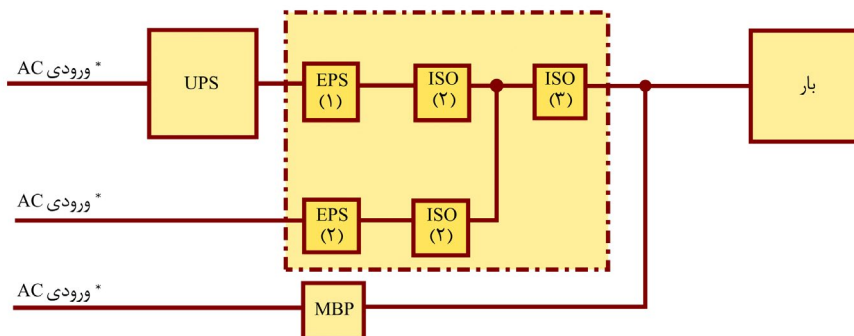 * ورودی AC
UPS
EPS
(۱)
ISO
(۲)
ISO
(۳)
بار
* ورودی AC
EPS
(۲)
ISO
(۲)
* ورودی AC
MBP